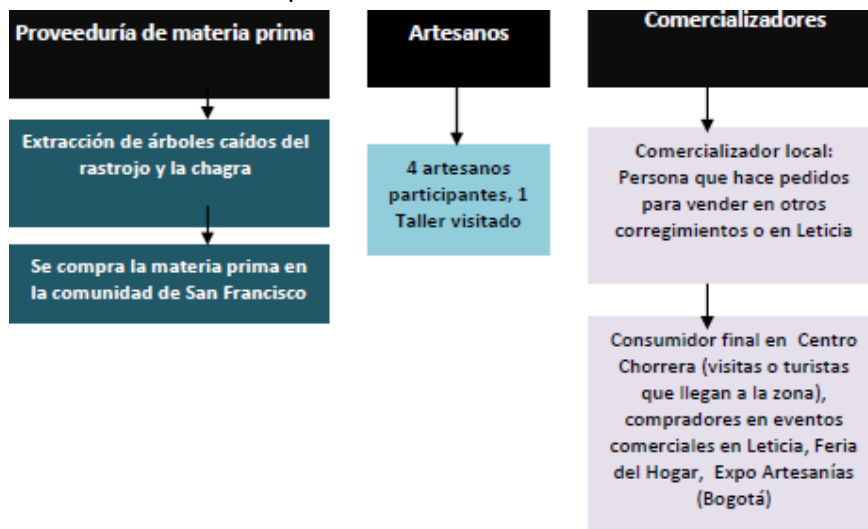 Proveeduría de materia prima
Extracción de árboles caídos del
rastrojo y la chagra
Se compra la materia prima en
la comunidad de San Francisco
Artesanos
4 artesanos
participantes, 1
Taller visitado
Comercializadores
Comercializador local:
Persona que hace pedidos
para vender en otros
corregimientos o en Leticia
Consumidor final en Centro
Chorrera (visitas o turistas
que llegan a la zona),
compradores en eventos
comerciales en Leticia, Feria
del Hogar, Expo Artesanías
(Bogotá)